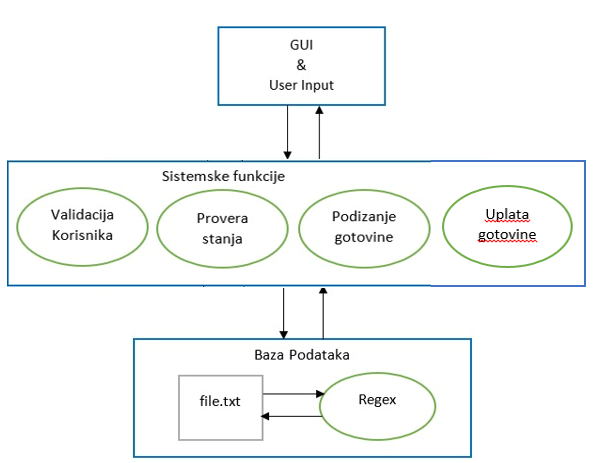 GUI
&
User Input
Sistemske funkcije
Validacija
Korisnika
Provera
stanja
Podizanje
gotovine
Uplata
gotovine
Baza Podataka
file.txt
Regex